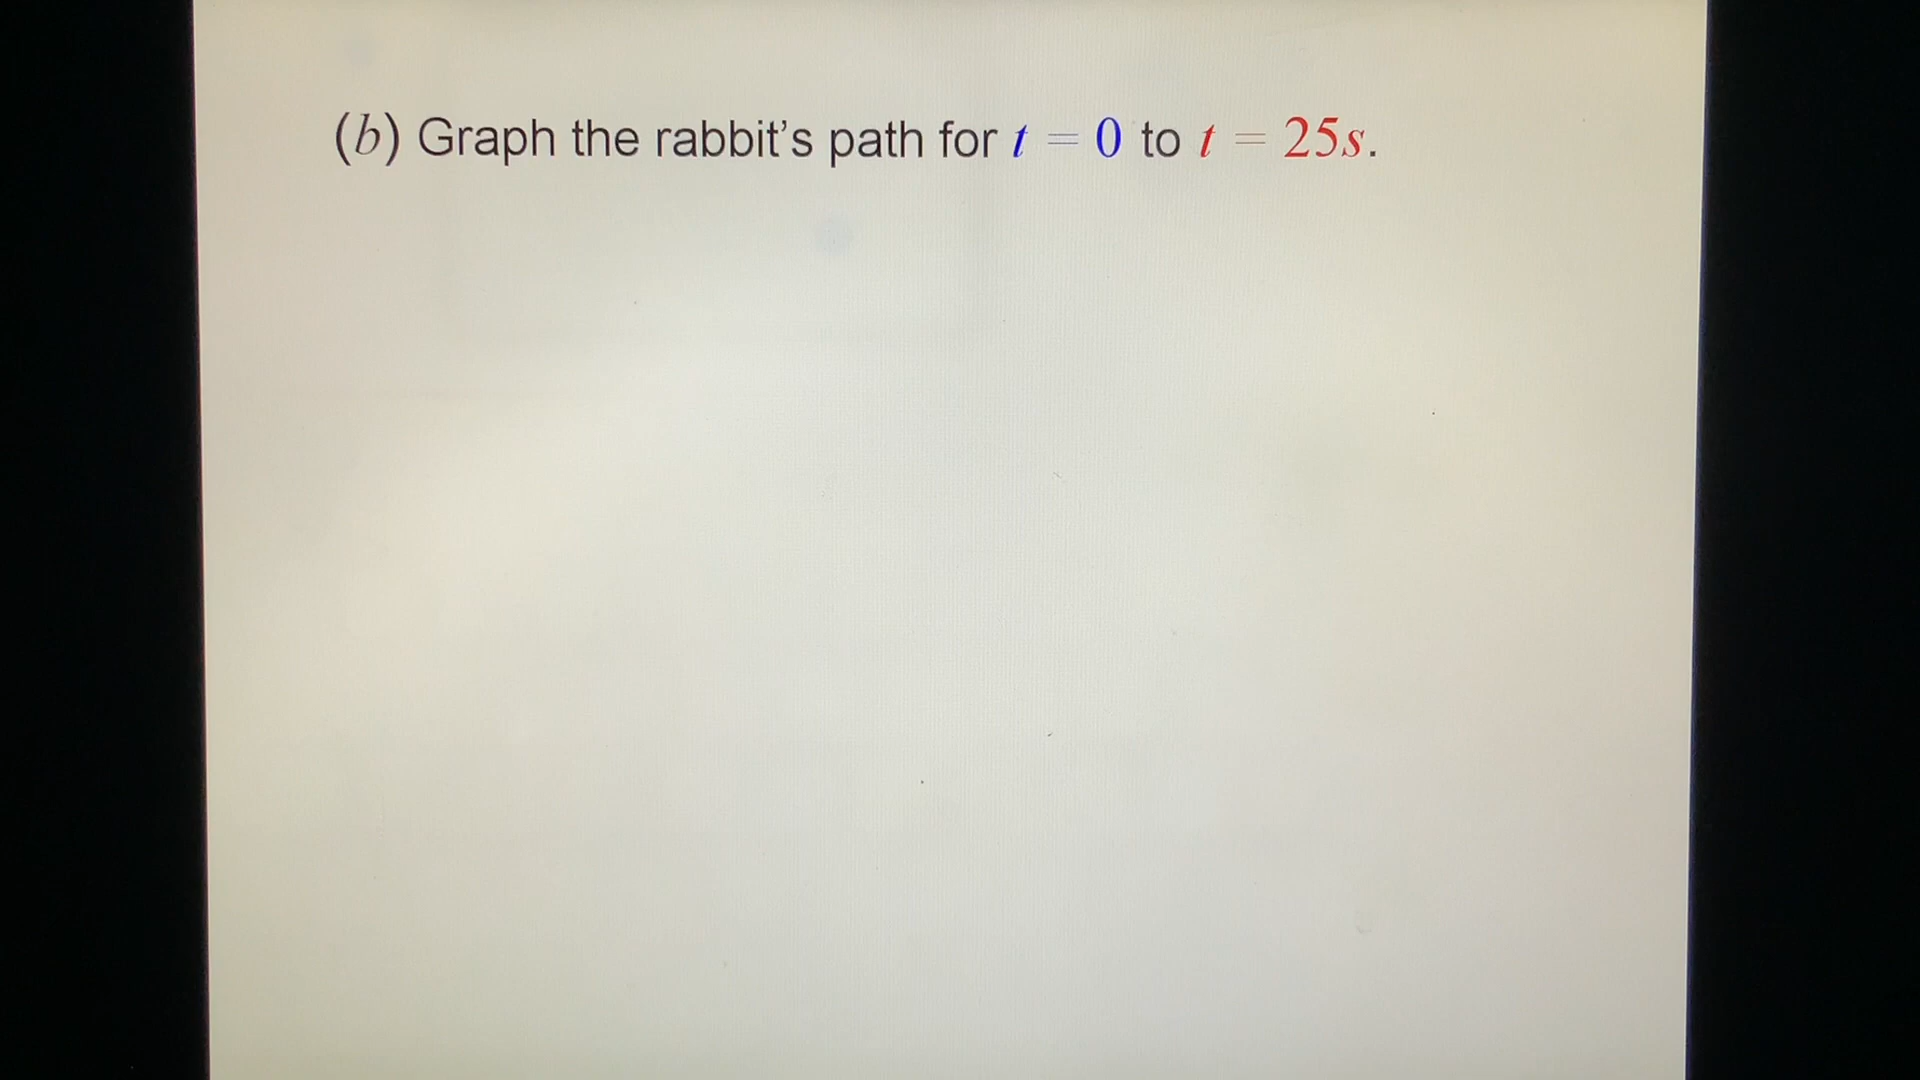 (b) Graph the rabbit's path for t = 0 to t = 25s.